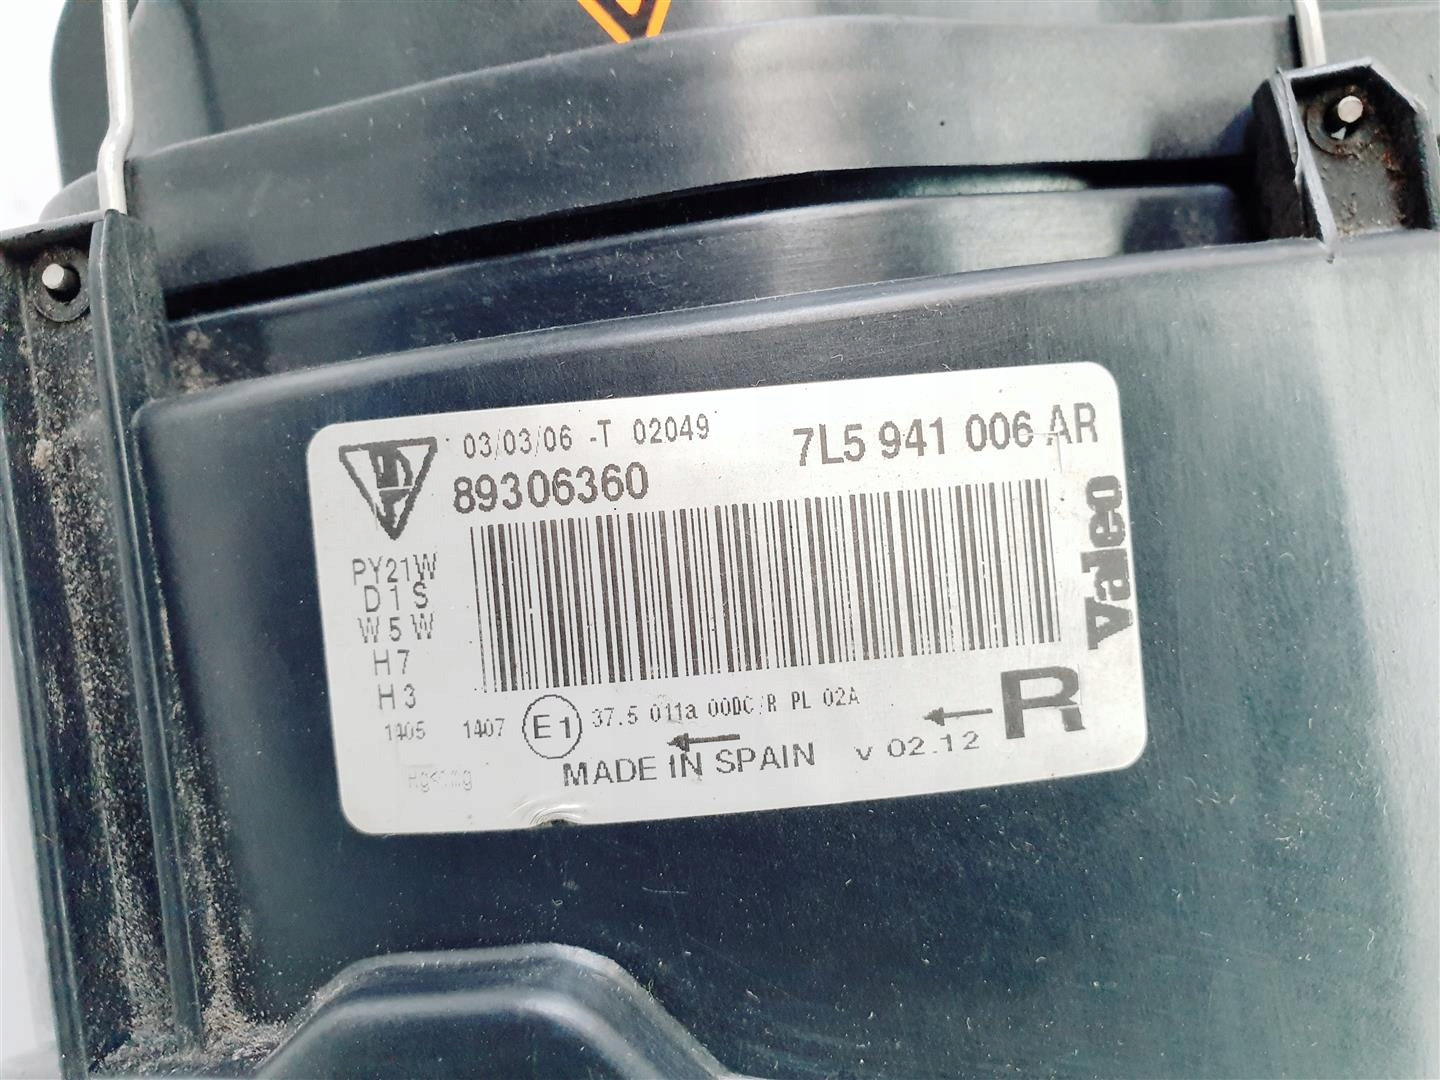 03/03/06 -T 02049
7L5 941 006 AR
89306360
Valeo
PY21W
D1S
W5W
H7
H3
1405 1407 E1 37.5 011a 00DC/R PL 02A
R
MADE IN SPAIN v 02.12